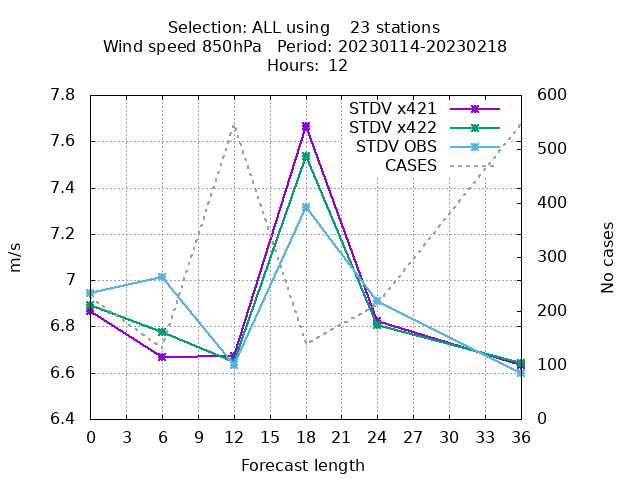 Selection: ALL using 23 stations
Wind speed 850hPa Period: 20230114-20230218
Hours: 12
7.8
7.6
7.4
7.2
7
6.8
6.6
6.4
600
500
400
300
200
100
0
STDV x421
STDV x422
STDV OBS
CASES
m/s
No cases
0 3 6 9 12 15 18 21 24 27 30 33 36
Forecast length